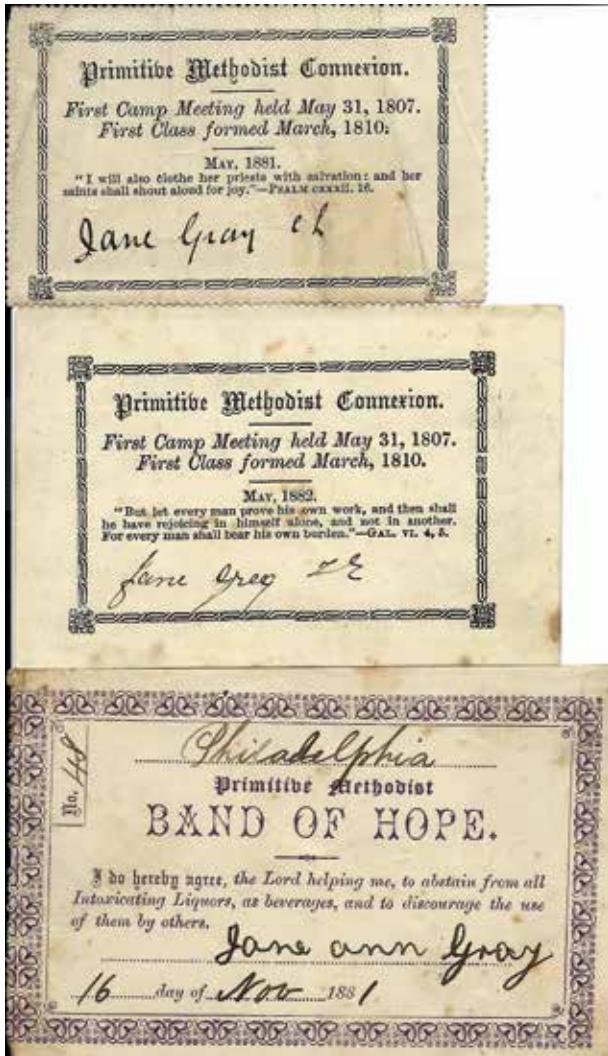 Primitive Methodist Connexion.
First Camp Meeting held May 31, 1807.
First Class formed March, 1810.
MAY, 1881.
"I will also clothe her priests with salvation: and her
saints shall shout aloud for joy."—PSALM CXXXII. 16.
Jane Gray
Primitive Methodist Connexion.
First Camp Meeting held May 31, 1807.
First Class formed March, 1810.
MAY, 1882.
"But let every man prove his own work, and then shall
he have rejoicing in himself alone, and not in another.
For every man shall bear his own burden."—GAL. VI. 4, 5.
Jane Grey
No. 48
Philadelphia
Primitive Methodist
BAND OF HOPE.
I do hereby agree, the Lord helping me, to abstain from all
Intoxicating Liquors, as beverages, and to discourage the use
of them by others.
Jane ann Gray
16 day of Nov 1881